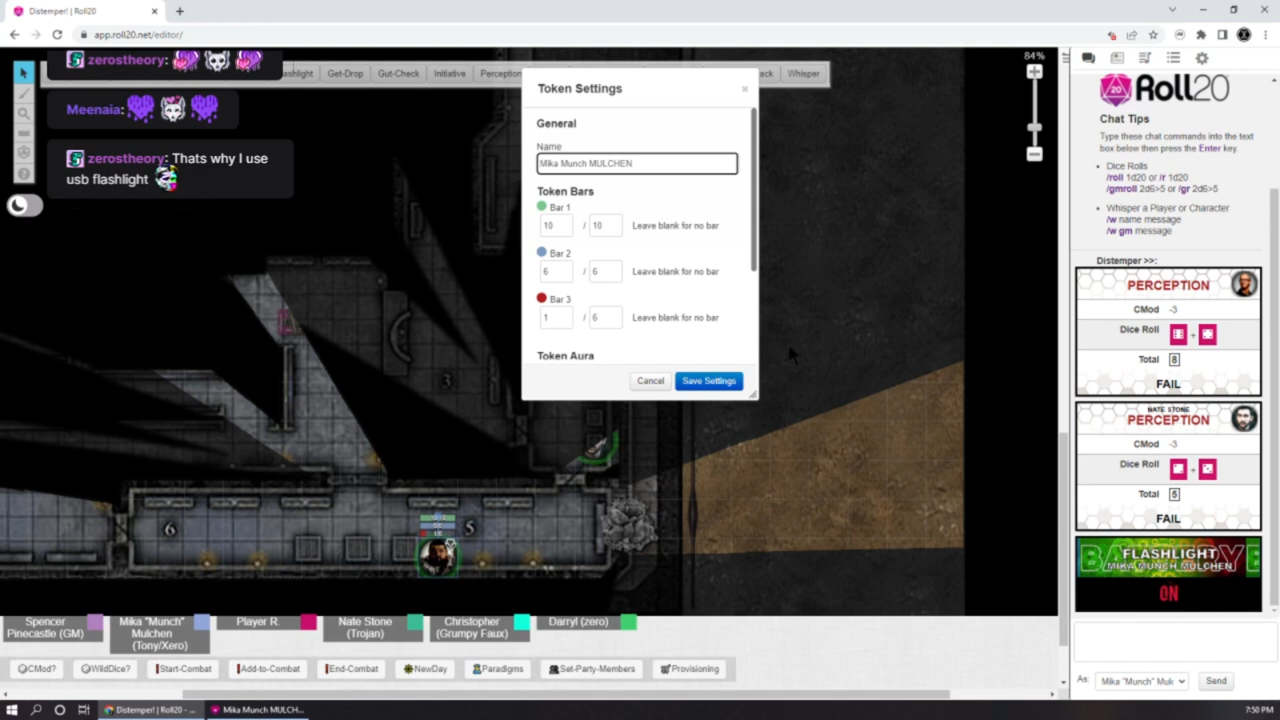 Distemper! | Roll20
app.roll20.net/editor/
zerostheory:
Meenaia:
zerostheory: Thats why I use
usb flashlight
Get-Drop
Gut-Check
Initiative
Whisper
84%
Token Settings
General
Name
Mika Munch MULCHEN
Token Bars
Bar 1
10 / 10 Leave blank for no bar
Bar 2
6 / 6 Leave blank for no bar
Bar 3
1 / 6 Leave blank for no bar
Token Aura
Cancel
Save Settings
3
6
5
Roll20
Chat Tips
Type these chat commands into the text
box below then press the Enter key.
• Dice Rolls
/roll 1d20 or /r 1d20
/gmroll 2d6>5 or /gr 2d6>5
• Whisper a Player or Character
/w name message
/w gm message
Distemper >>:
PERCEPTION
CMod -3
Dice Roll +
Total 8
FAIL
NATE STONE
PERCEPTION
CMod -3
Dice Roll +
Total 5
FAIL
FLASHLIGHT
MIKA MUNCH MULCHEN
ON
Spencer
Pinecastle (GM)
Mika "Munch"
Mulchen
(Tony/Xero)
Player R.
Nate Stone
(Trojan)
Christopher
(Grumpy Faux)
Darryl (zero)
CMod?
WildDice?
Start-Combat
Add-to-Combat
End-Combat
NewDay
Paradigms
Set-Party-Members
Provisioning
As: Mika "Munch" Mulc
Send
Distemper! | Roll20 - ...
Mika Munch MULCH...
7:50 PM